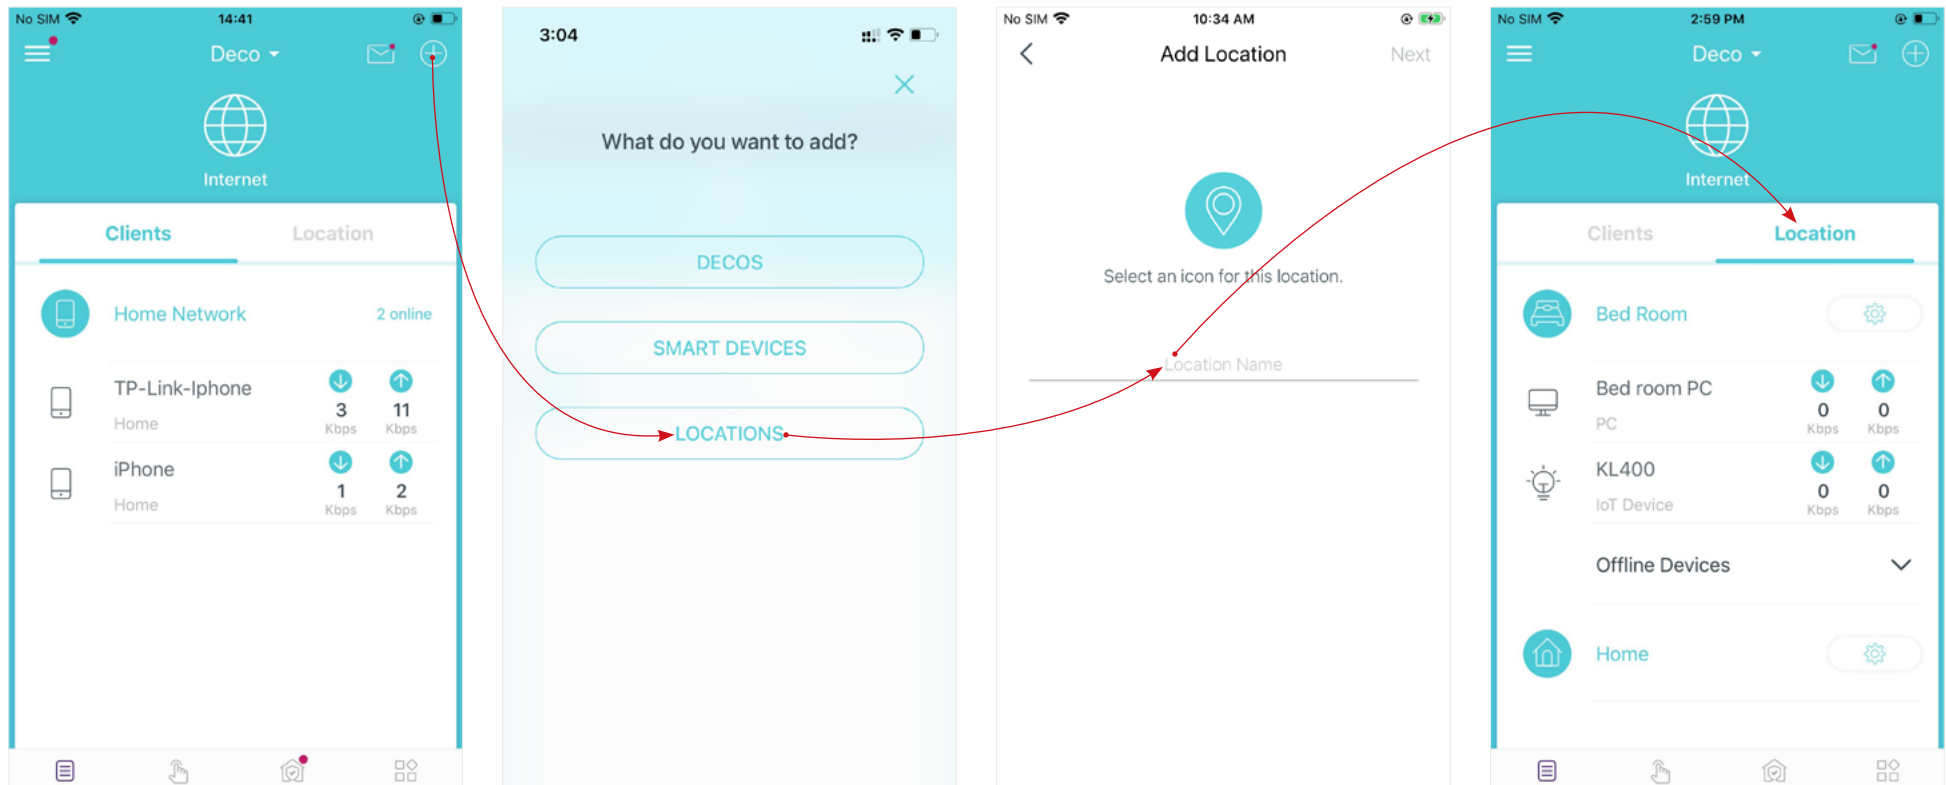 No SIM 14:41
Deco
Internet
Clients Location
Home Network 2 online
TP-Link-Iphone
Home
3 11
Kbps Kbps
iPhone
Home
1 2
Kbps Kbps
3:04
What do you want to add?
DECOS
SMART DEVICES
LOCATIONS
No SIM 10:34 AM
Add Location Next
Select an icon for this location.
Location Name
No SIM 2:59 PM
Deco
Internet
Clients Location
Bed Room
Bed room PC
PC
0 0
Kbps Kbps
KL400
IoT Device
0 0
Kbps Kbps
Offline Devices
Home